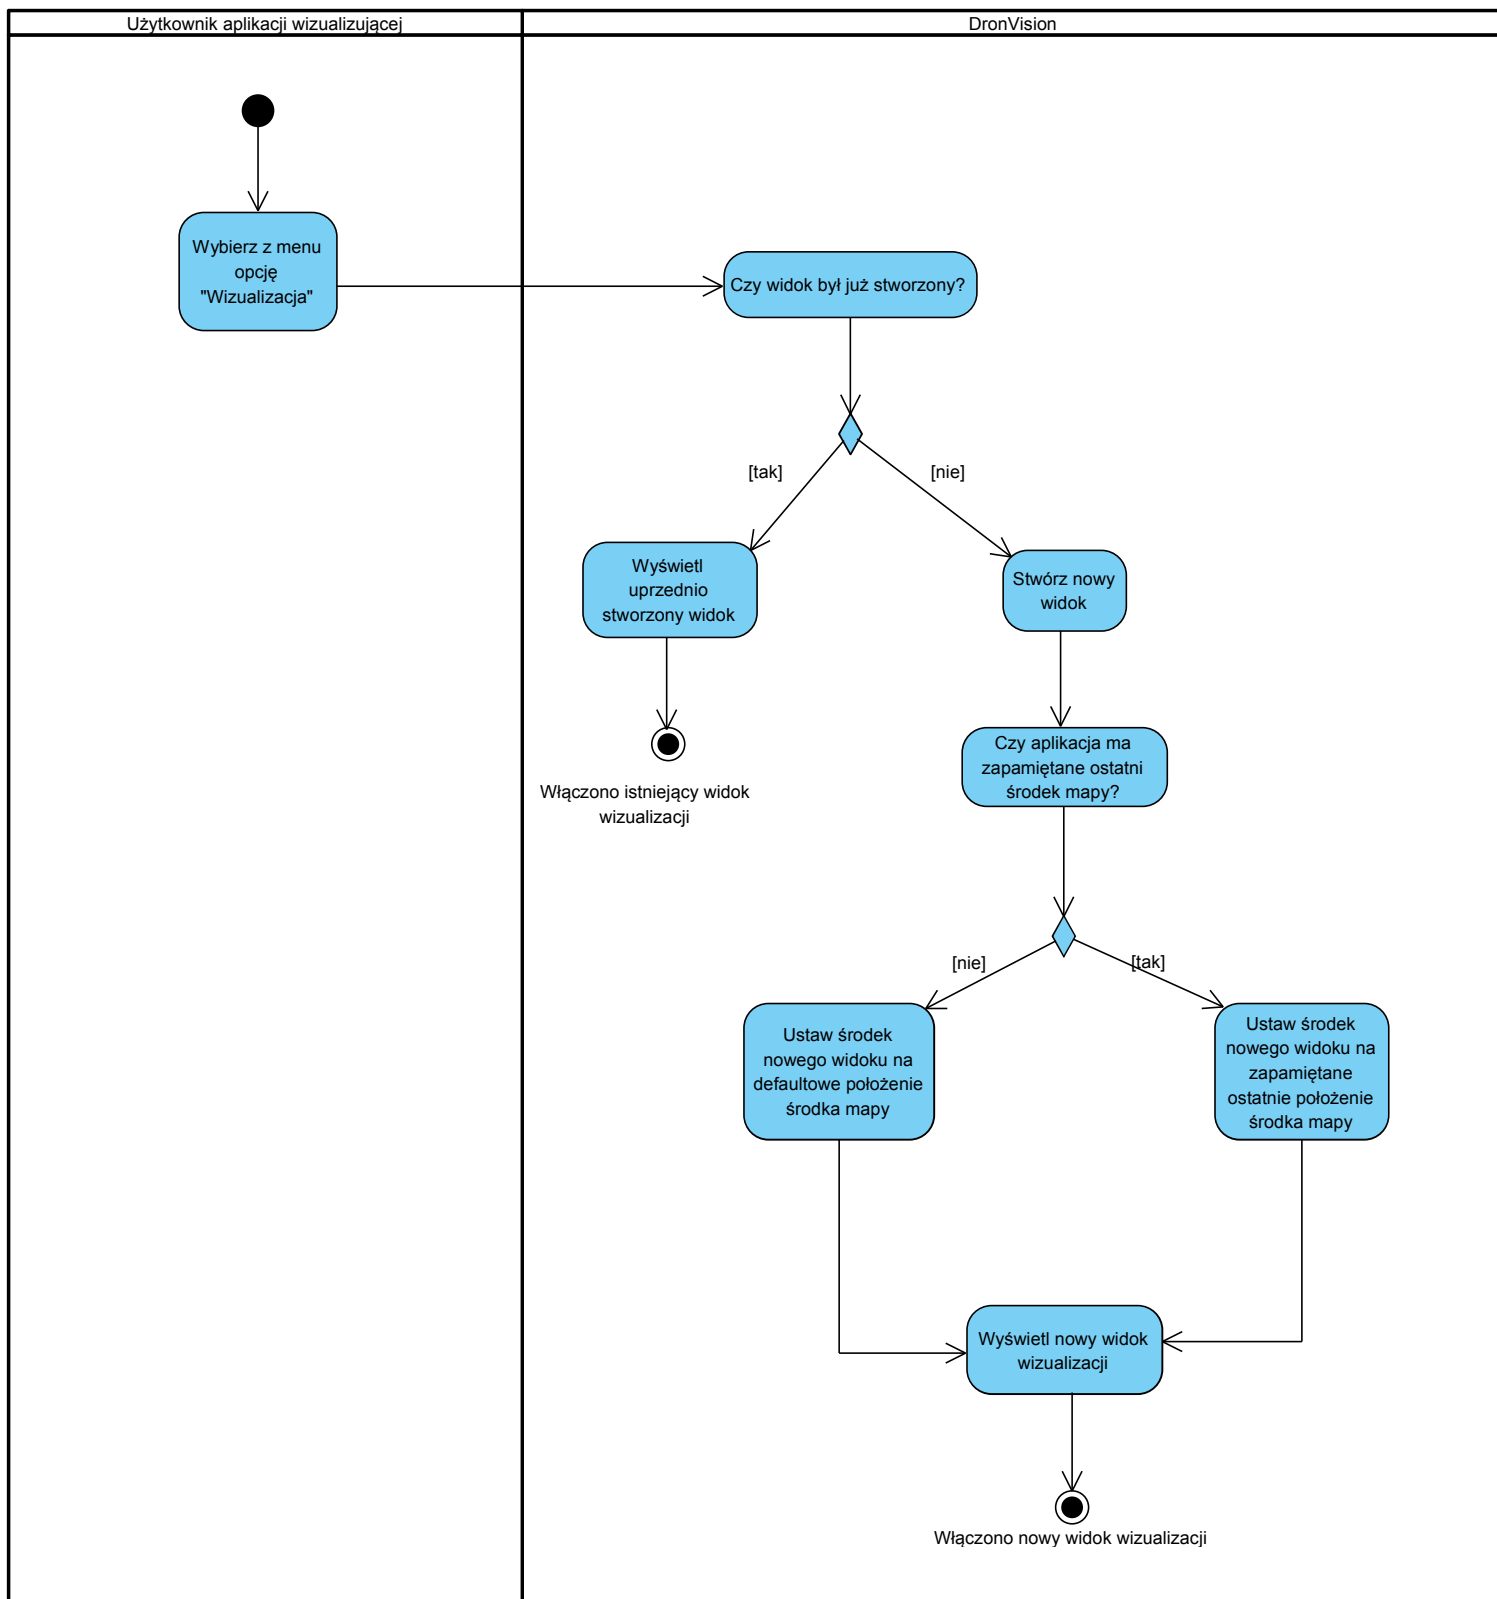 Użytkownik aplikacji wizualizującej
DronVision
Wybierz z menu
opcję
"Wizualizacja"
Czy widok był już stworzony?
[tak]
[nie]
Wyświetl
uprzednio
stworzony widok
Stwórz nowy
widok
Włączono istniejący widok
wizualizacji
Czy aplikacja ma
zapamiętane ostatni
środek mapy?
[nie]
[tak]
Ustaw środek
nowego widoku na
defaultowe położenie
środka mapy
Ustaw środek
nowego widoku na
zapamiętane
ostatnie położenie
środka mapy
Wyświetl nowy widok
wizualizacji
Włączono nowy widok wizualizacji